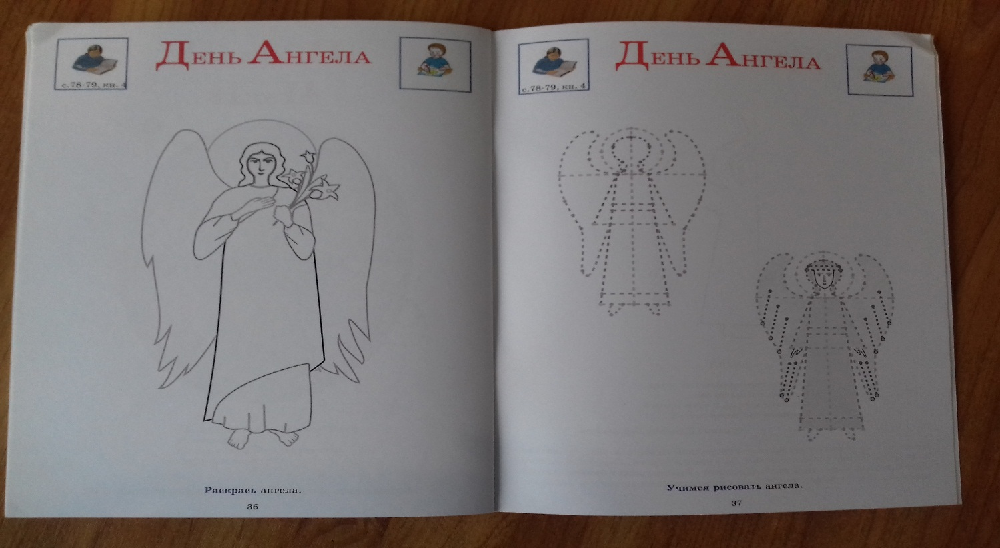 День Ангела
с.78-79, кн. 4
Раскрась ангела.
36
День Ангела
с.78-79, кн. 4
Учимся рисовать ангела.
37